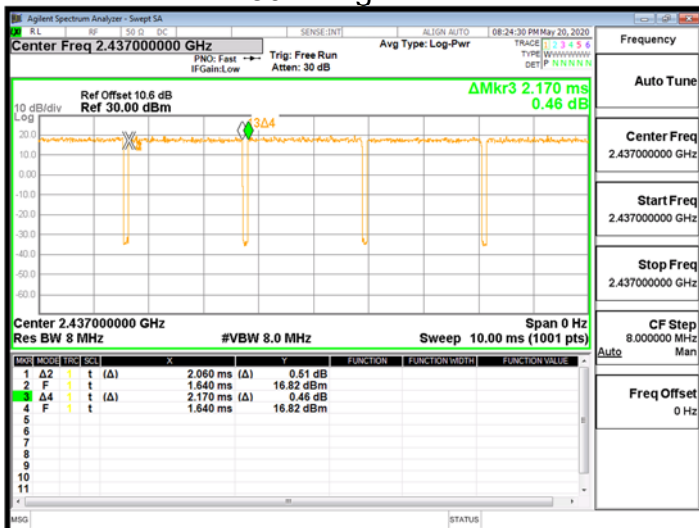 Agilent Spectrum Analyzer - Swept SA
RL RF 50 Ω DC SENSE:INT ALIGN AUTO 08:24:30 PM May 20, 2020
Center Freq 2.437000000 GHz
PNO: Fast
IFGain:Low
Trig: Free Run
Atten: 30 dB
Avg Type: Log-Pwr
TRACE 1 2 3 4 5 6
TYPE WWWWWW
DET P NNNNN
Ref Offset 10.6 dB
Ref 30.00 dBm
10 dB/div
Log
ΔMkr3 2.170 ms
0.46 dB
3Δ4
20.0
10.0
0.00
-10.0
-20.0
-30.0
-40.0
-50.0
-60.0
Center 2.437000000 GHz Span 0 Hz
Res BW 8 MHz #VBW 8.0 MHz Sweep 10.00 ms (1001 pts)
MKR MODE TRC SCL X Y FUNCTION FUNCTION WIDTH FUNCTION VALUE
1 Δ2 1 t (Δ) 2.060 ms (Δ) 0.51 dB
2 F 1 t 1.640 ms 16.82 dBm
3 Δ4 1 t (Δ) 2.170 ms (Δ) 0.46 dB
4 F 1 t 1.640 ms 16.82 dBm
5
6
7
8
9
10
11
MSG STATUS
Frequency
Auto Tune
Center Freq
2.437000000 GHz
Start Freq
2.437000000 GHz
Stop Freq
2.437000000 GHz
CF Step
8.000000 MHz
Auto Man
Freq Offset
0 Hz